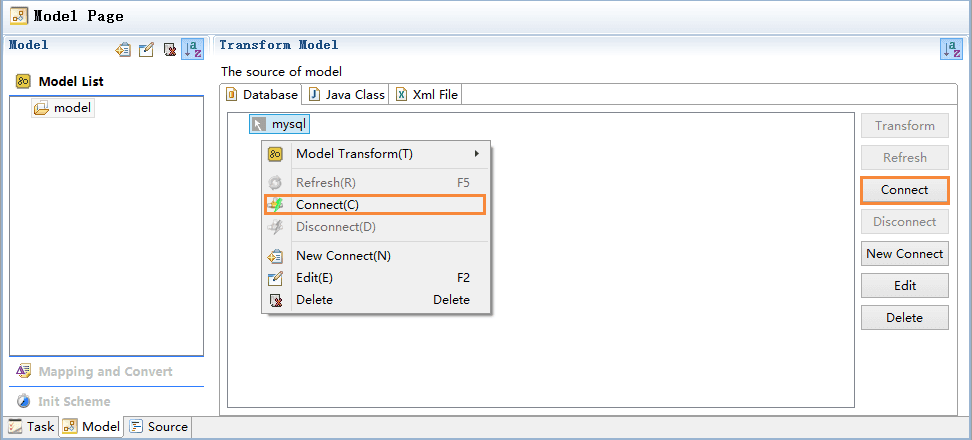 Model Page
Model
Model List
model
Mapping and Convert
Init Scheme
Transform Model
The source of model
Database Java Class Xml File
mysql
Model Transform(T)
Refresh(R) F5
Connect(C)
Disconnect(D)
New Connect(N)
Edit(E) F2
Delete Delete
Transform
Refresh
Connect
Disconnect
New Connect
Edit
Delete
Task Model Source